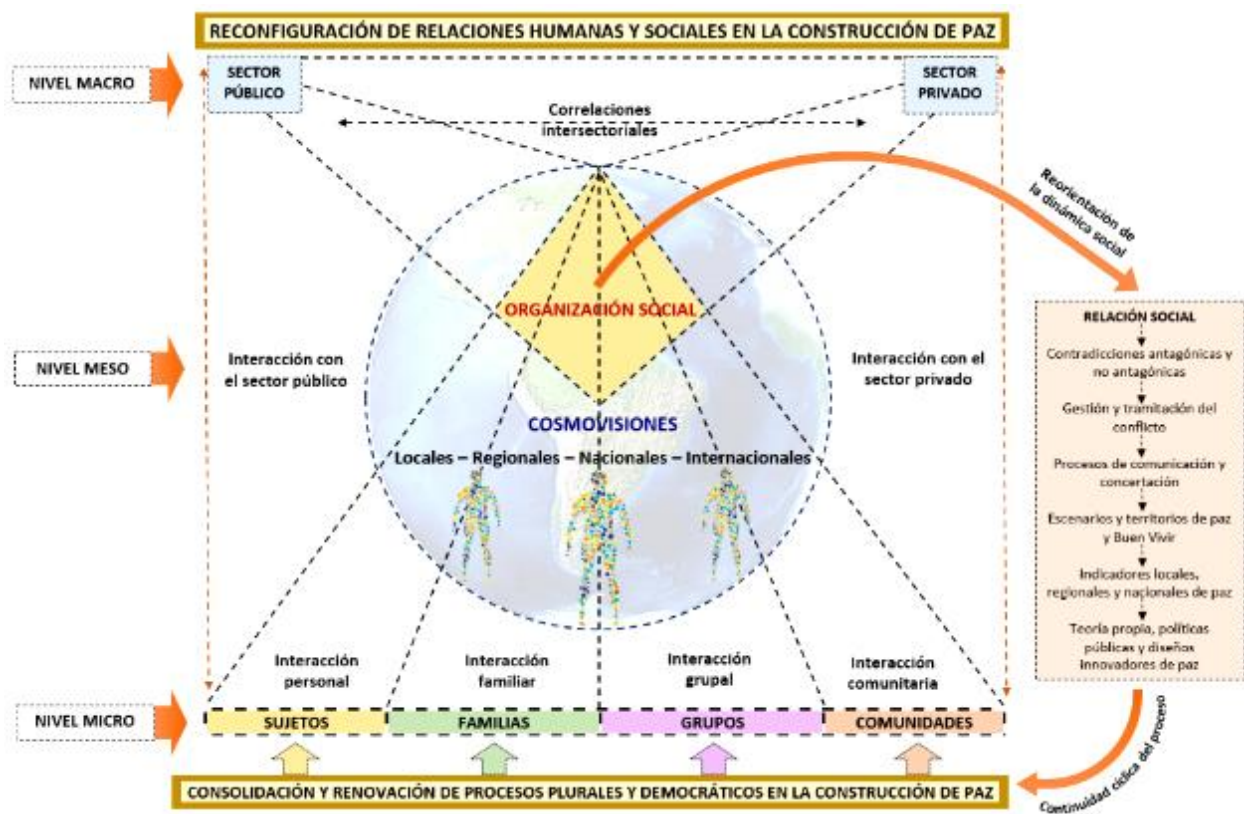 RECONFIGURACIÓN DE RELACIONES HUMANAS Y SOCIALES EN LA CONSTRUCCIÓN DE PAZ
NIVEL MACRO
SECTOR
PÚBLICO
SECTOR
PRIVADO
Correlaciones
intersectoriales
Reorientación de
la dinámica social
ORGANIZACIÓN SOCIAL
NIVEL MESO
Interacción con
el sector público
Interacción con el
sector privado
COSMOVISIONES
Locales – Regionales – Nacionales – Internacionales
RELACIÓN SOCIAL
Contradicciones antagónicas y
no antagónicas
Gestión y tramitación del
conflicto
Procesos de comunicación y
concertación
Escenarios y territorios de paz
y Buen Vivir
Indicadores locales,
regionales y nacionales de paz
Teoría propia, políticas
públicas y diseños
innovadores de paz
Interacción
personal
Interacción
familiar
Interacción
grupal
Interacción
comunitaria
NIVEL MICRO
SUJETOS
FAMILIAS
GRUPOS
COMUNIDADES
Continuidad cíclica del proceso
CONSOLIDACIÓN Y RENOVACIÓN DE PROCESOS PLURALES Y DEMOCRÁTICOS EN LA CONSTRUCCIÓN DE PAZ